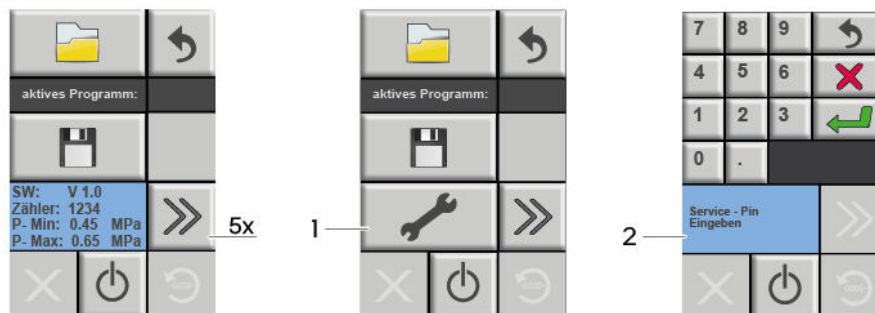 aktives Programm:
SW: V 1.0
Zähler: 1234
P- Min: 0.45 MPa
P- Max: 0.65 MPa
5x
aktives Programm:
1
7 8 9
4 5 6
1 2 3
0 .
Service - Pin
Eingeben
2